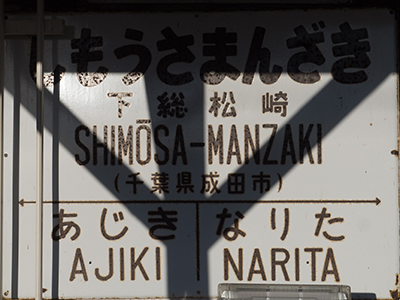 しもうさまんざき
下総松崎
SHIMŌSA-MANZAKI
(千葉県成田市)
あじき なりた
AJIKI NARITA